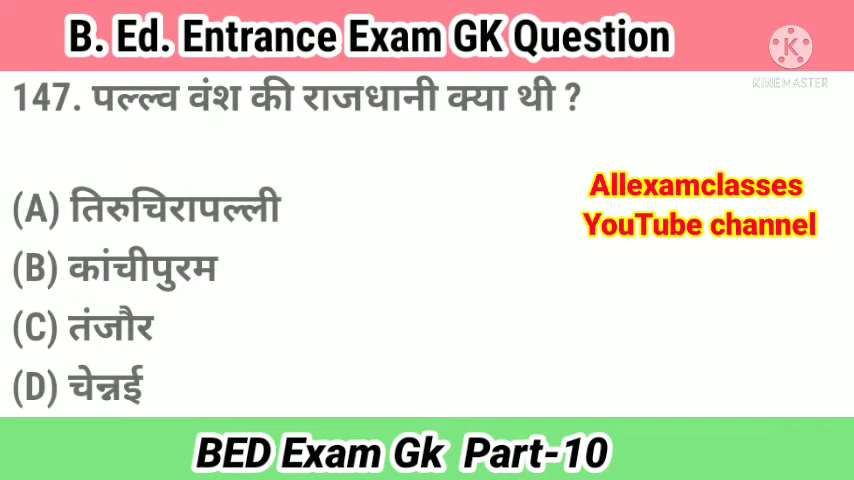 B. Ed. Entrance Exam GK Question
K
KINEMASTER
147. पल्ल्व वंश की राजधानी क्या थी ?
(A) तिरुचिरापल्ली
(B) कांचीपुरम
(C) तंजौर
(D) चेन्नई
Allexamclasses
YouTube channel
BED Exam Gk Part-10